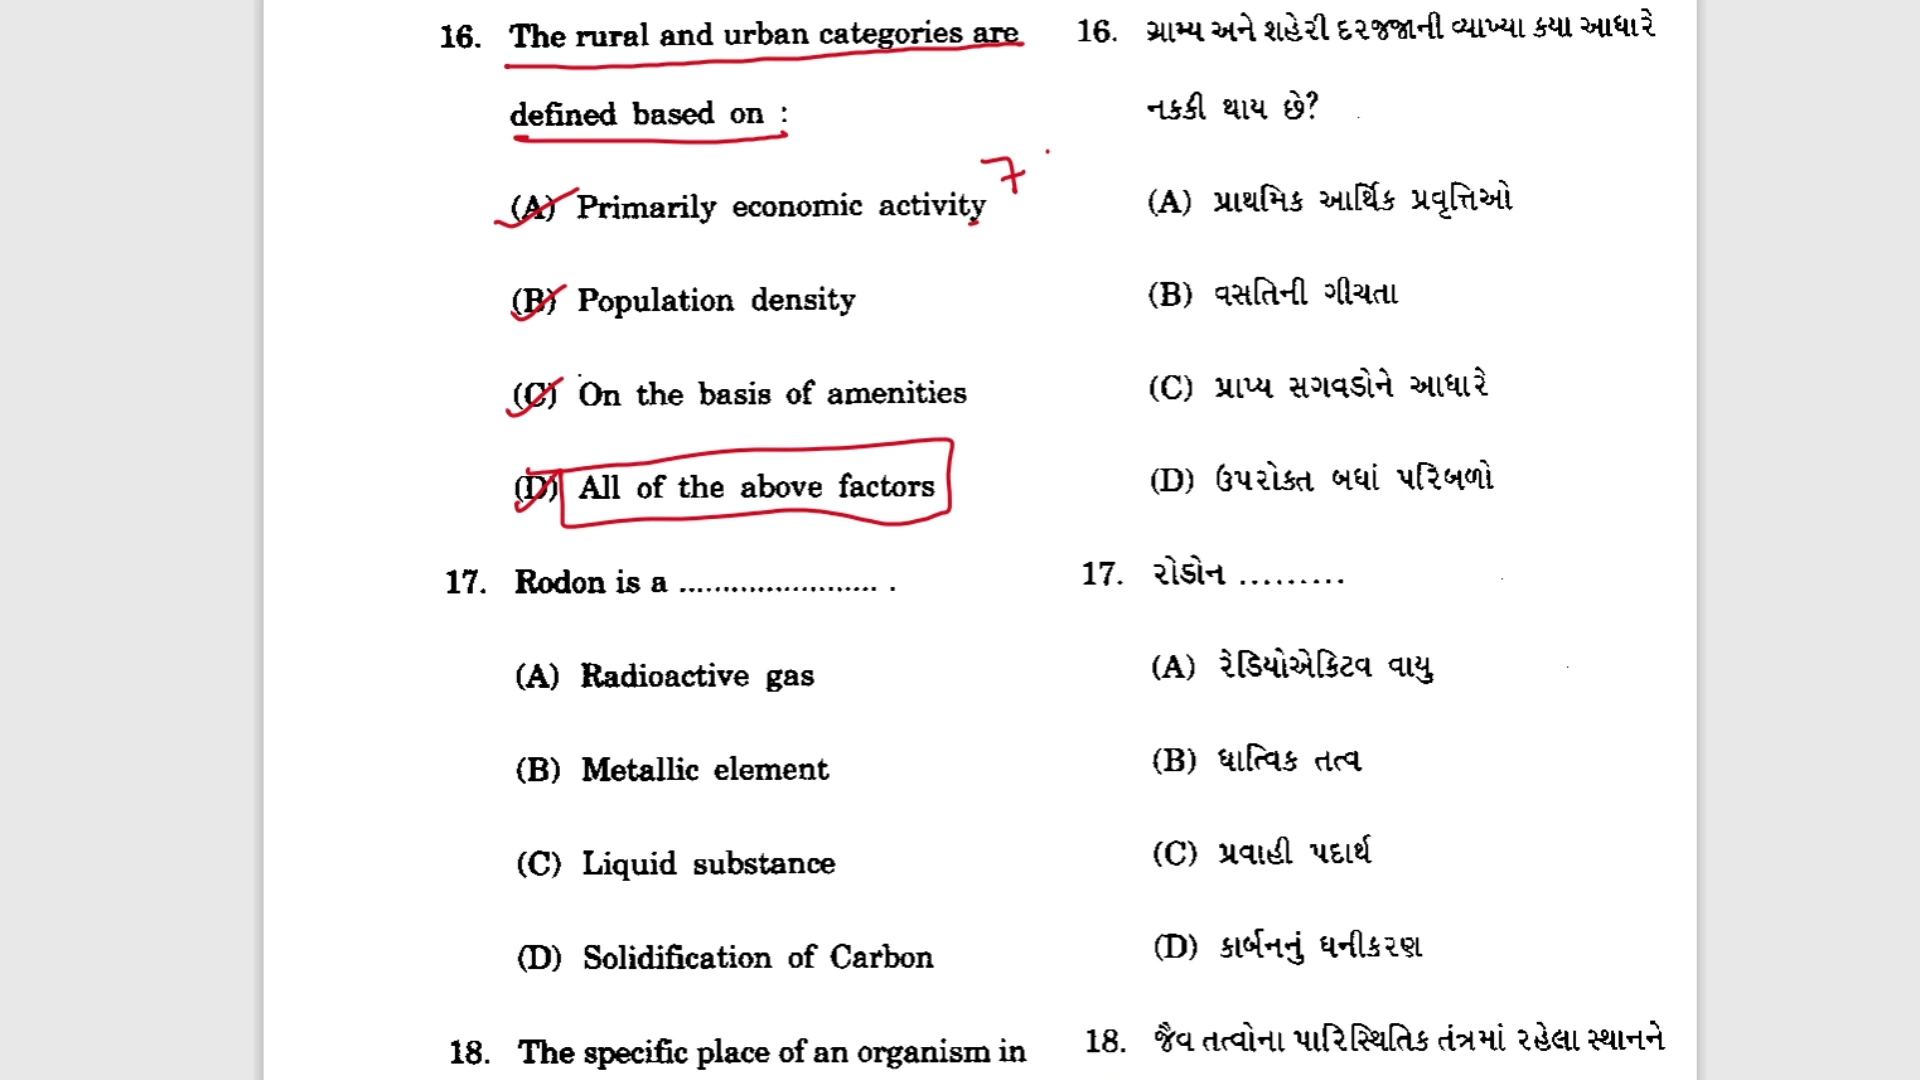 16. The rural and urban categories are
defined based on :
(A) Primarily economic activity
7
(B) Population density
(C) On the basis of amenities
(D) All of the above factors
17. Rodon is a ....................... .
(A) Radioactive gas
(B) Metallic element
(C) Liquid substance
(D) Solidification of Carbon
18. The specific place of an organism in
16. ગ્રામ્ય અને શહેરી દરજ્જાની વ્યાખ્યા કયા આધારે
નકકી થાય છે?
(A) પ્રાથમિક આર્થિક પ્રવૃત્તિઓ
(B) વસતિની ગીચતા
(C) પ્રાપ્ય સગવડોને આધારે
(D) ઉપરોક્ત બધાં પરિબળો
17. રોડોન .........
(A) રેડિયોએકિટવ વાયુ
(B) ધાત્વિક તત્વ
(C) પ્રવાહી પદાર્થ
(D) કાર્બનનું ઘનીકરણ
18. જૈવ તત્વોના પારિસ્થિતિક તંત્રમાં રહેલા સ્થાનને